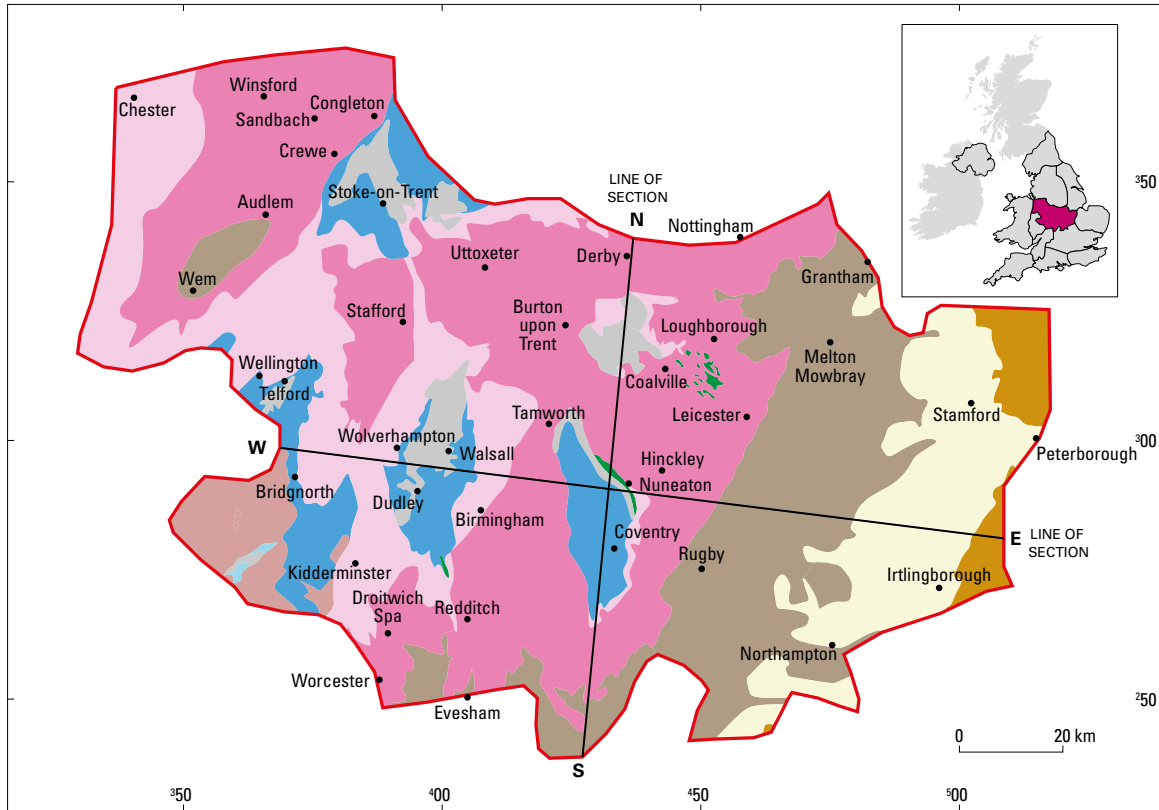 Winsford
Chester
Sandbach
Congleton
Crewe
Stoke-on-Trent
Audlem
Wem
LINE OF
SECTION
N
Nottingham
350
Uttoxeter
Derby
Grantham
Stafford
Burton
upon
Trent
Loughborough
Melton
Mowbray
Wellington
Telford
Coalville
Stamford
Tamworth
Leicester
W
Wolverhampton
Walsall
300
Peterborough
Hinckley
Nuneaton
Bridgnorth
Dudley
Birmingham
Coventry
E
LINE OF
SECTION
Kidderminster
Rugby
Irtlingborough
Droitwich
Spa
Redditch
Northampton
Worcester
Evesham
250
0 20 km
S
350 400 450 500